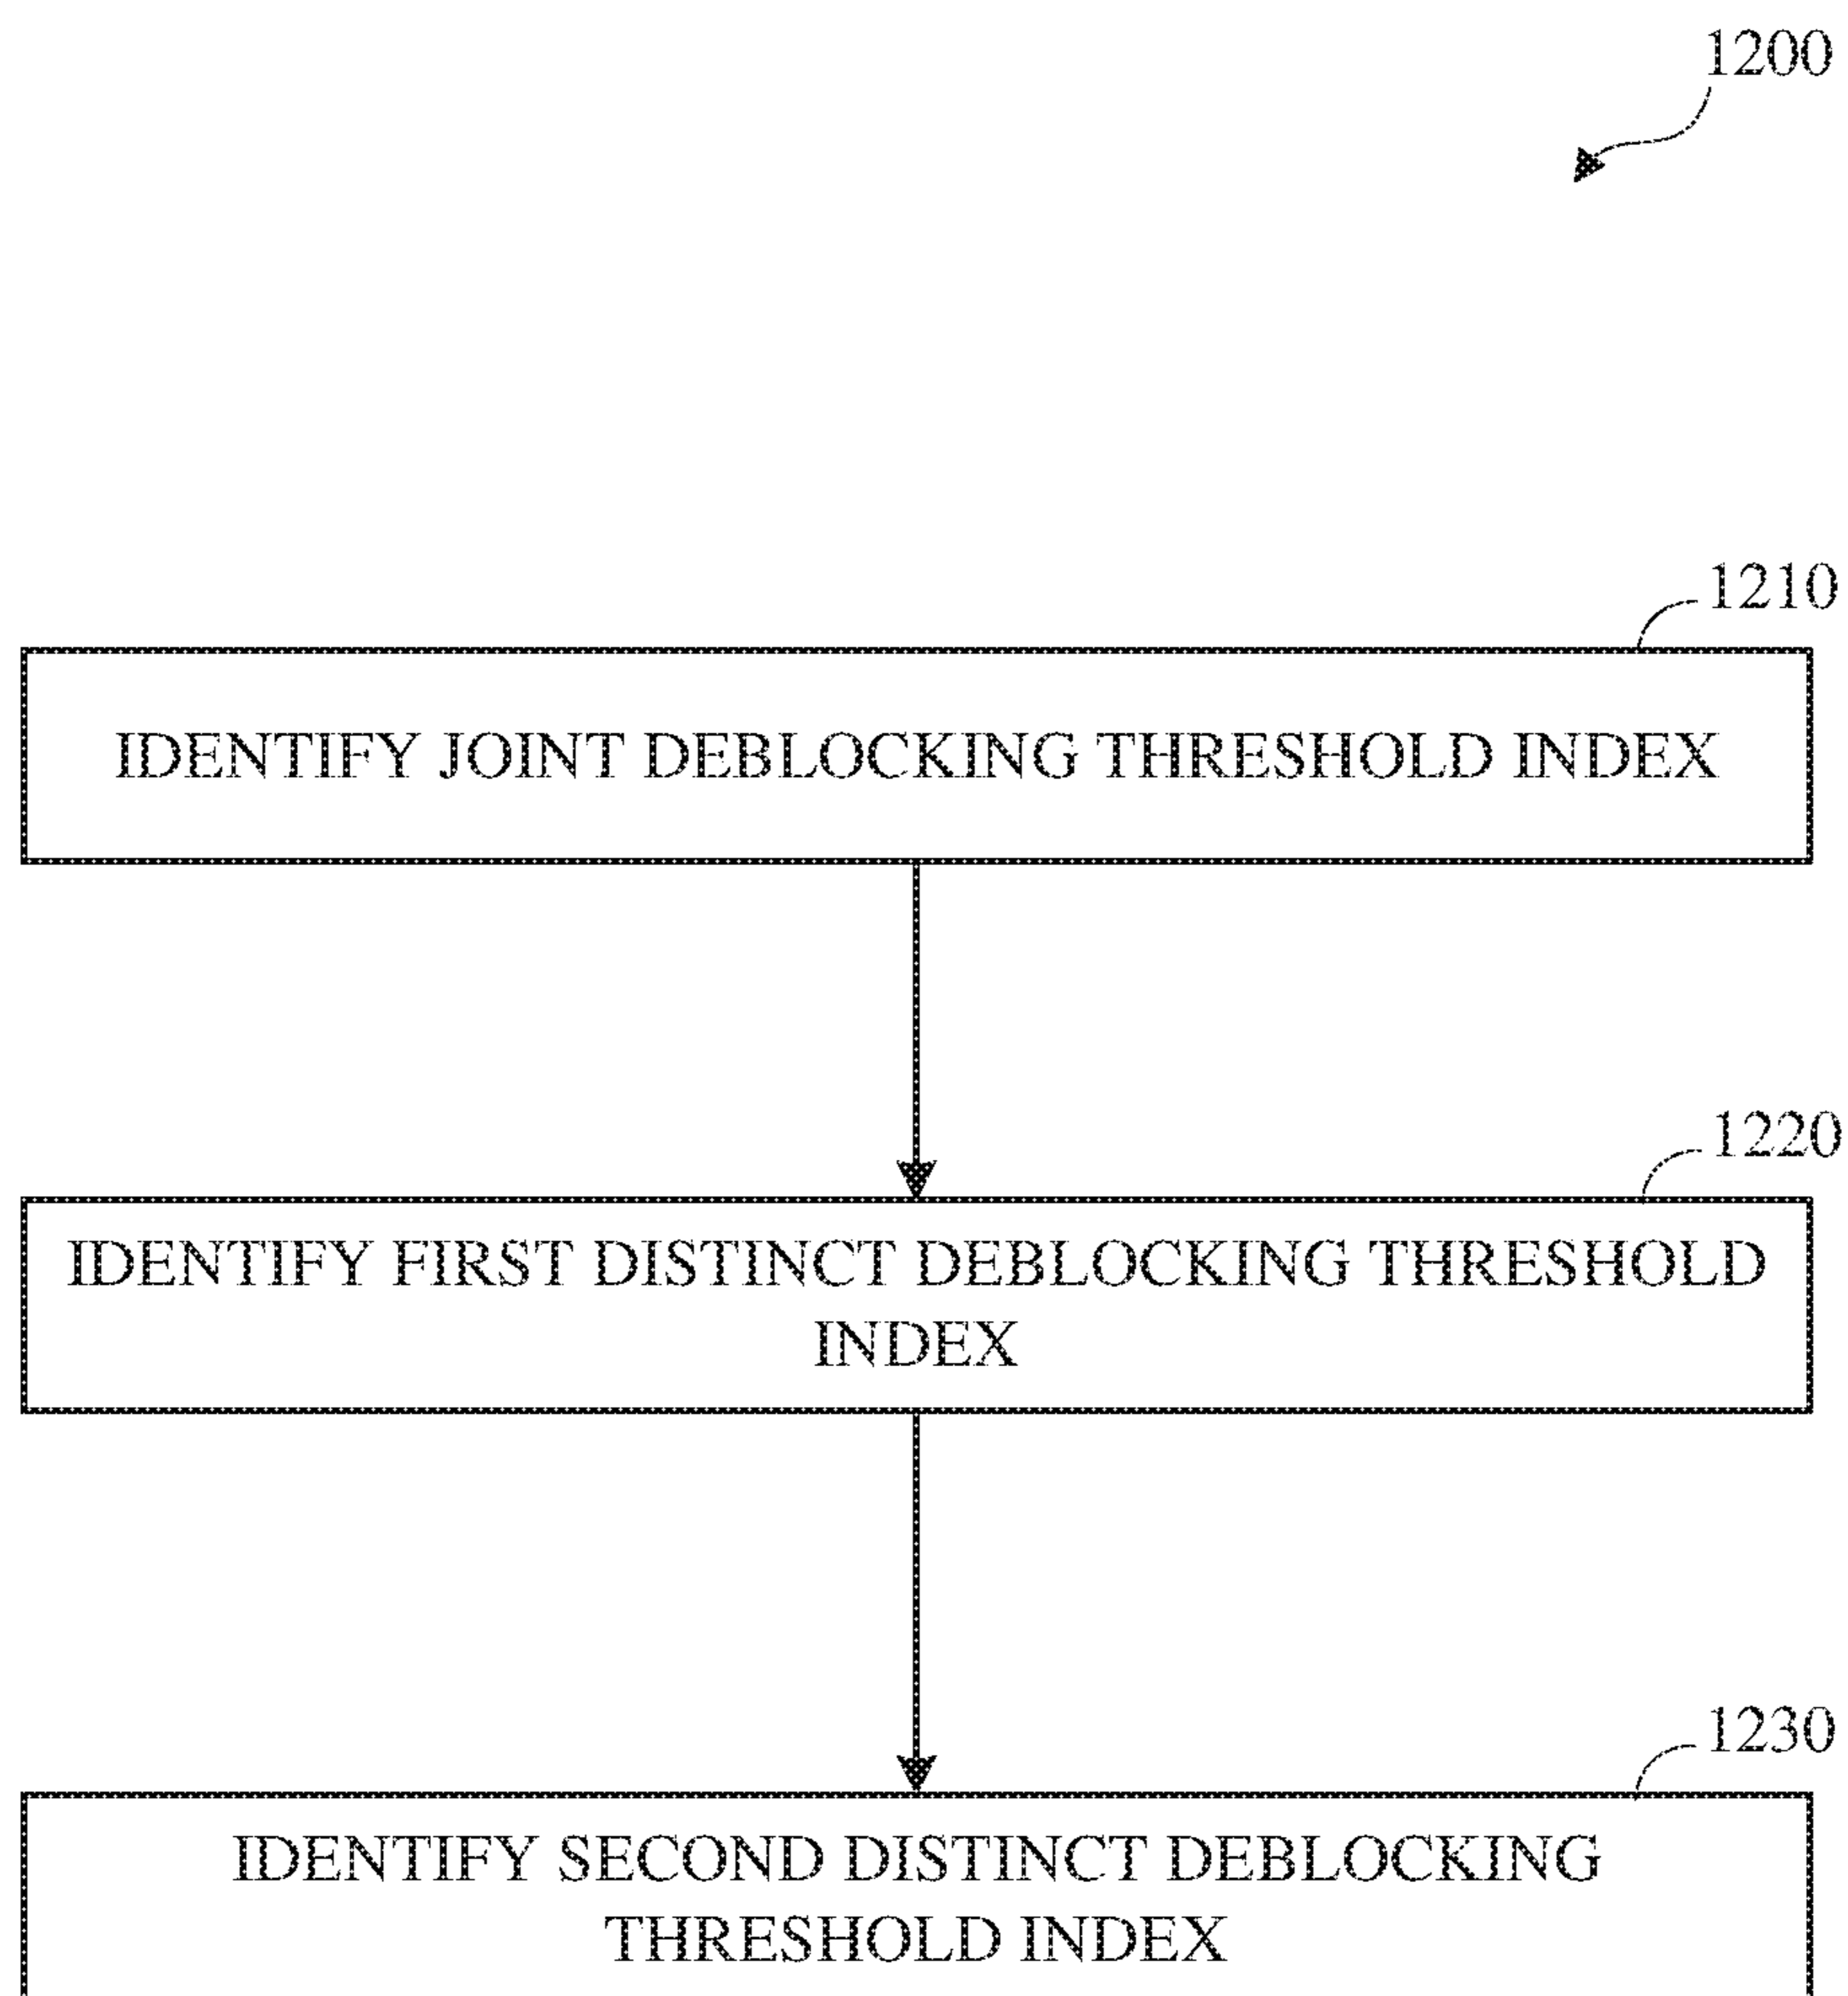 1200
1210
IDENTIFY JOINT DEBLOCKING THRESHOLD INDEX
1220
IDENTIFY FIRST DISTINCT DEBLOCKING THRESHOLD
INDEX
1230
IDENTIFY SECOND DISTINCT DEBLOCKING
THRESHOLD INDEX